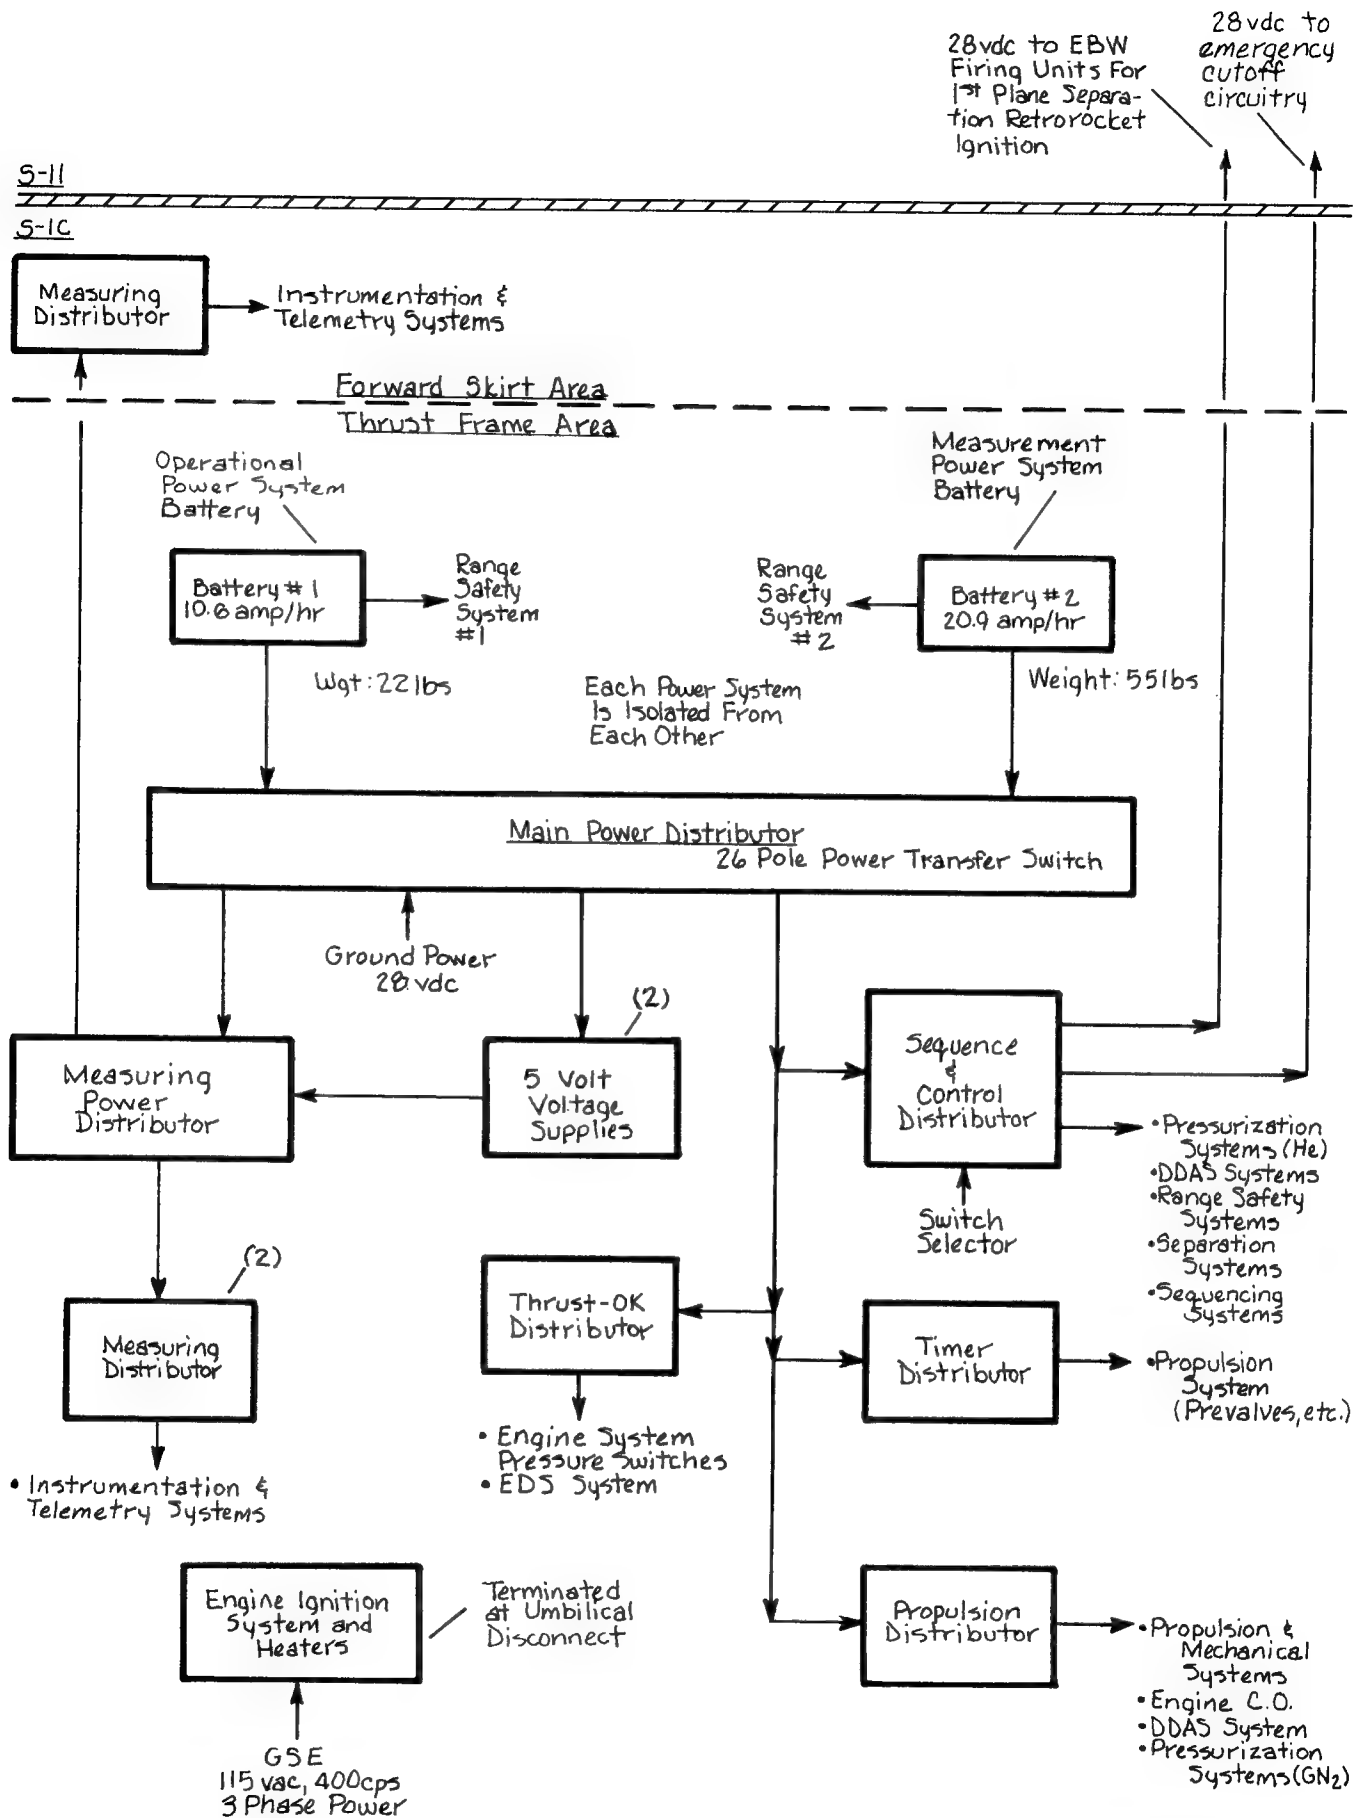 28vdc to EBW
Firing Units For
1st Plane Separa-
tion Retrorocket
Ignition
28vdc to
emergency
cutoff
circuitry
S-II
S-IC
Measuring
Distributor
Instrumentation &
Telemetry Systems
Forward Skirt Area
Thrust Frame Area
Operational
Power System
Battery
Measurement
Power System
Battery
Battery #1
10.6 amp/hr
Range
Safety
System
#1
Range
Safety
System
#2
Battery #2
20.9 amp/hr
Wgt: 22 lbs
Each Power System
Is Isolated From
Each Other
Weight: 55 lbs
Main Power Distributor
26 Pole Power Transfer Switch
Ground Power
28 vdc
(2)
Measuring
Power
Distributor
5 Volt
Voltage
Supplies
Sequence
&
Control
Distributor
• Pressurization
Systems (He)
• DDAS Systems
• Range Safety
Systems
• Separation
Systems
• Sequencing
Systems
Switch
Selector
(2)
Measuring
Distributor
Thrust-OK
Distributor
Timer
Distributor
• Propulsion
System
(Prevalves, etc.)
• Instrumentation &
Telemetry Systems
• Engine System
Pressure Switches
• EDS System
Engine Ignition
System and
Heaters
Terminated
at Umbilical
Disconnect
Propulsion
Distributor
• Propulsion &
Mechanical
Systems
• Engine C.O.
• DDAS System
• Pressurization
Systems (GN2)
GSE
115 vac, 400cps
3 Phase Power